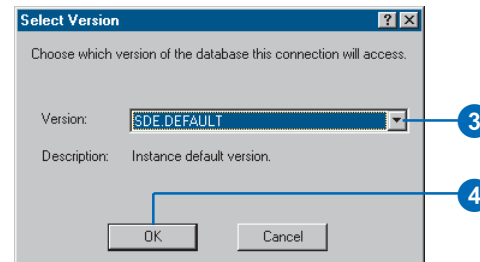 Select Version
Choose which version of the database this connection will access.
Version: SDE.DEFAULT
3
Description: Instance default version.
4
OK Cancel